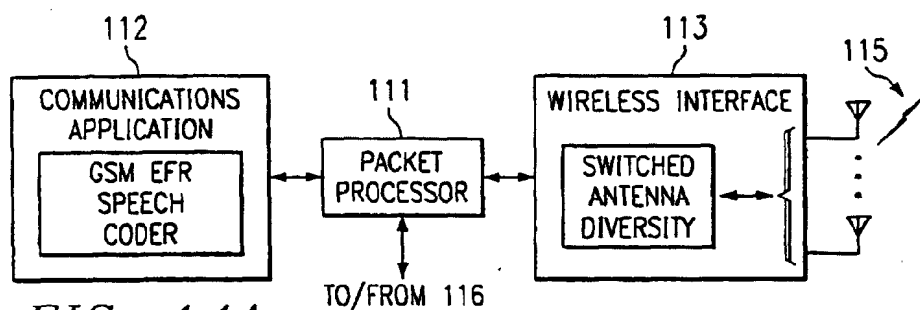 112
113
115
111
COMMUNICATIONS
APPLICATION
GSM EFR
SPEECH
CODER
PACKET
PROCESSOR
WIRELESS INTERFACE
SWITCHED
ANTENNA
DIVERSITY
TO/FROM 116